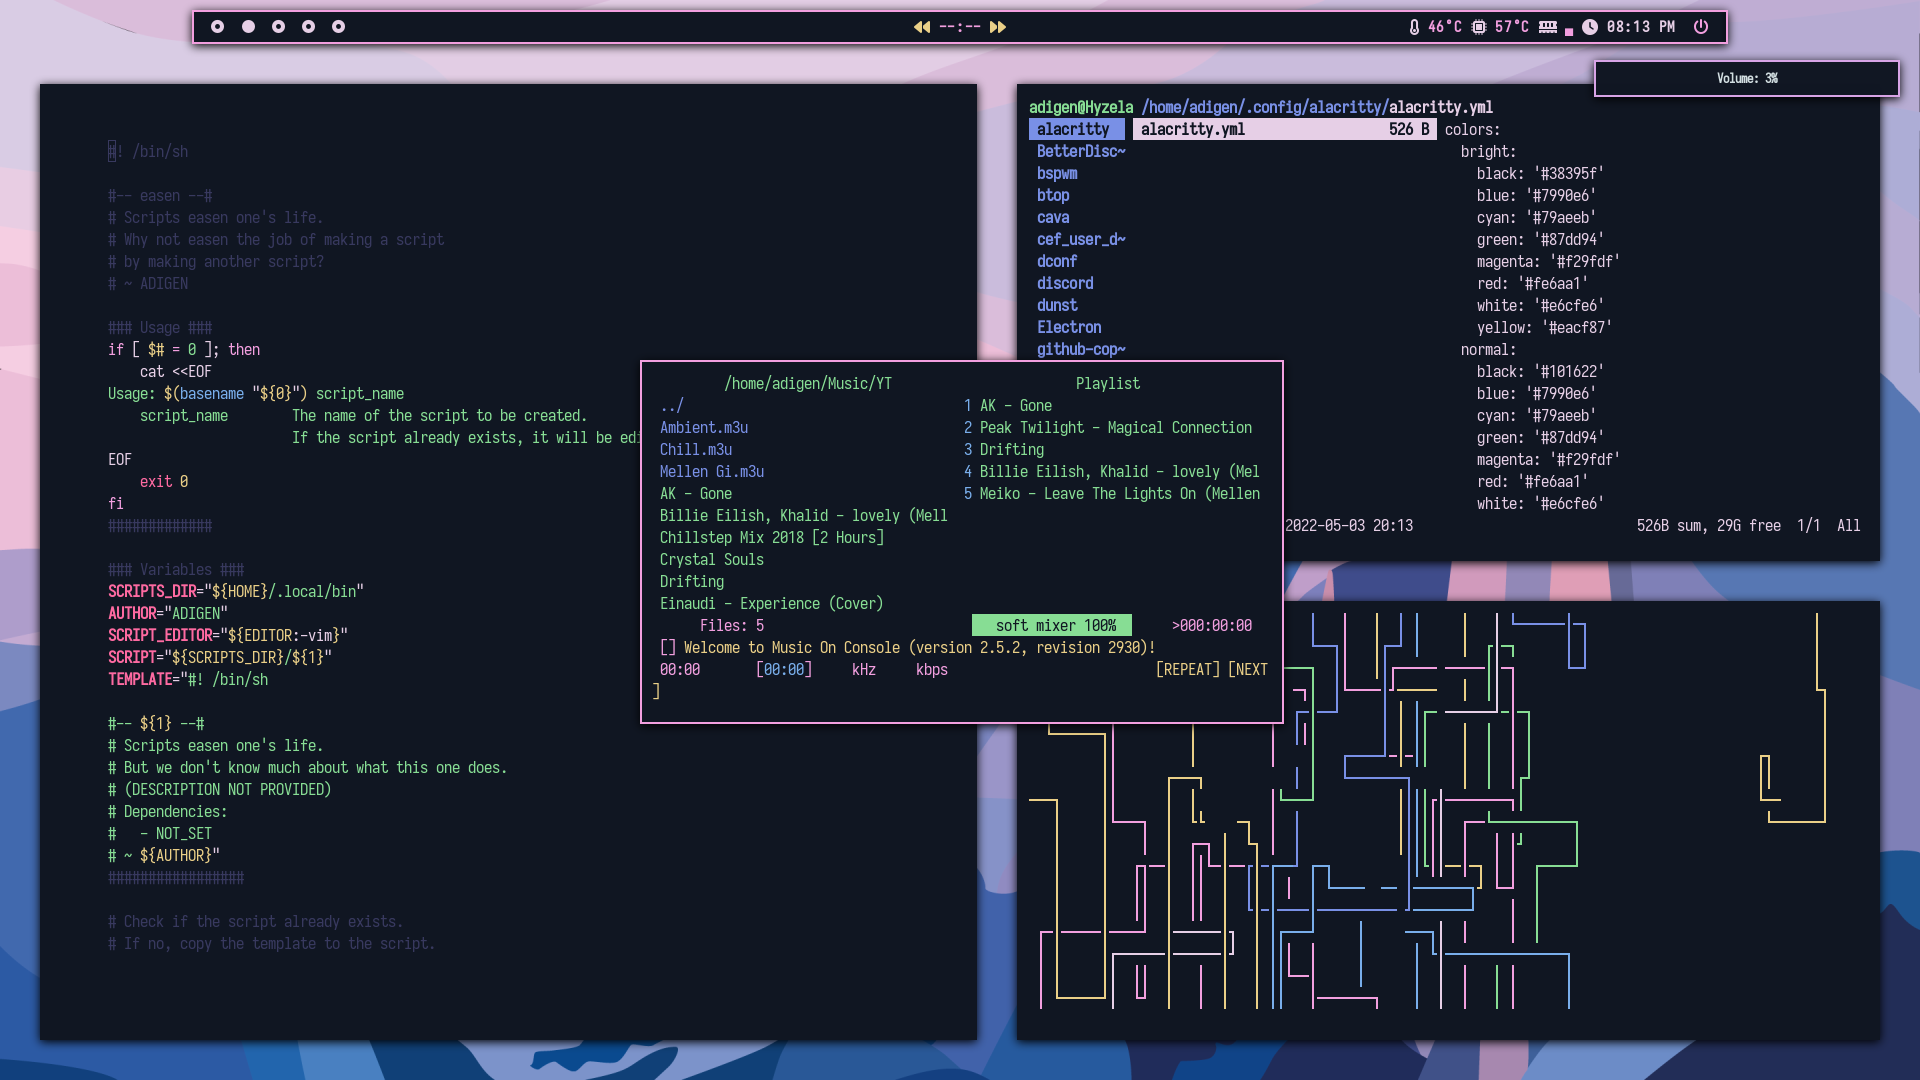 --:--
46°C
57°C
08:13 PM
Volume: 3%
#! /bin/sh
#-- easen --#
# Scripts easen one's life.
# Why not easen the job of making a script
# by making another script?
# ~ ADIGEN
### Usage ###
if [ $# = 0 ]; then
cat <<EOF
Usage: $(basename "${0}") script_name
script_name The name of the script to be created.
If the script already exists, it will be edi
EOF
exit 0
fi
#############
### Variables ###
SCRIPTS_DIR="${HOME}/.local/bin"
AUTHOR="ADIGEN"
SCRIPT_EDITOR="${EDITOR:-vim}"
SCRIPT="${SCRIPTS_DIR}/${1}"
TEMPLATE="#! /bin/sh
#-- ${1} --#
# Scripts easen one's life.
# But we don't know much about what this one does.
# (DESCRIPTION NOT PROVIDED)
# Dependencies:
#   - NOT_SET
# ~ ${AUTHOR}"
#################
# Check if the script already exists.
# If no, copy the template to the script.
adigen@Hyzela /home/adigen/.config/alacritty/alacritty.yml
alacritty
BetterDisc~
bspwm
btop
cava
cef_user_d~
dconf
discord
dunst
Electron
github-cop~
alacritty.yml 526 B
colors:
bright:
black: '#38395f'
blue: '#7990e6'
cyan: '#79aeeb'
green: '#87dd94'
magenta: '#f29fdf'
red: '#fe6aa1'
white: '#e6cfe6'
yellow: '#eacf87'
normal:
black: '#101622'
blue: '#7990e6'
cyan: '#79aeeb'
green: '#87dd94'
magenta: '#f29fdf'
red: '#fe6aa1'
white: '#e6cfe6'
2022-05-03 20:13 526B sum, 29G free 1/1 All
/home/adigen/Music/YT
../
Ambient.m3u
Chill.m3u
Mellen Gi.m3u
AK - Gone
Billie Eilish, Khalid - lovely (Mell
Chillstep Mix 2018 [2 Hours]
Crystal Souls
Drifting
Einaudi - Experience (Cover)
Playlist
1 AK - Gone
2 Peak Twilight - Magical Connection
3 Drifting
4 Billie Eilish, Khalid - lovely (Mel
5 Meiko - Leave The Lights On (Mellen
Files: 5 soft mixer 100% >000:00:00
[] Welcome to Music On Console (version 2.5.2, revision 2930)!
00:00 [00:00] kHz kbps [REPEAT] [NEXT
]